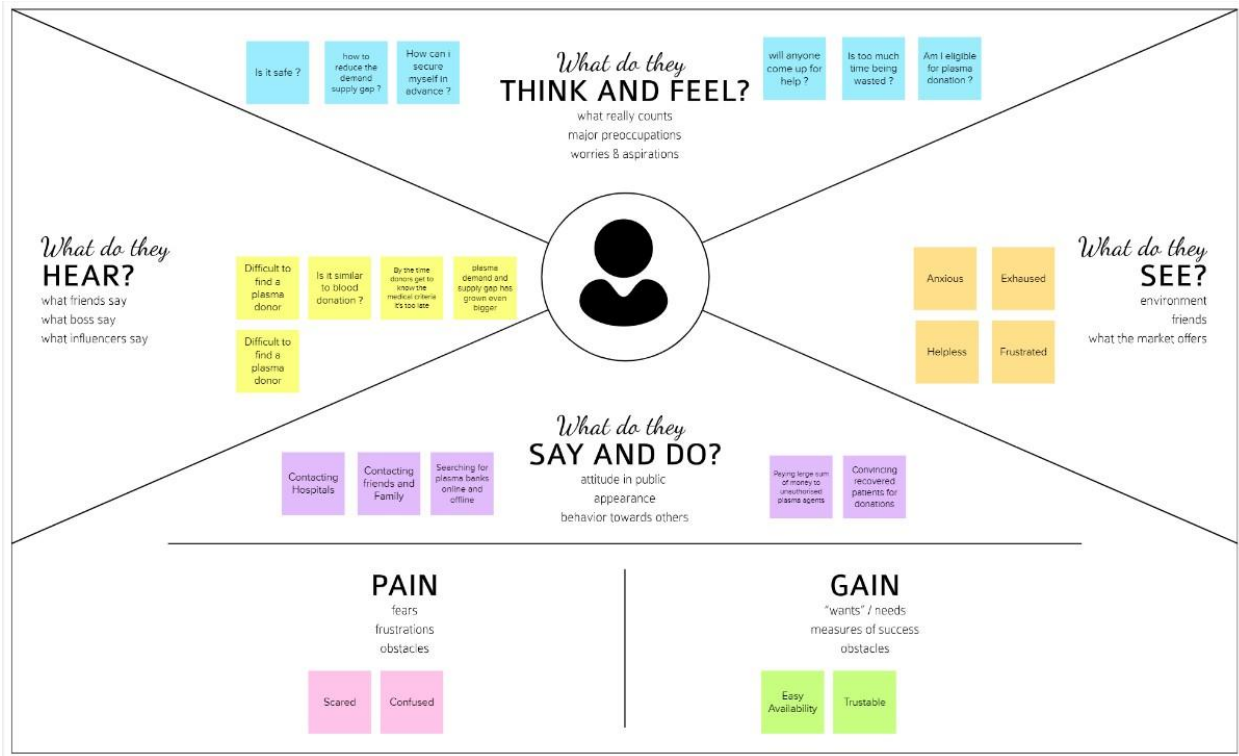 Is it safe ?
how to
reduce the
demand
supply gap ?
How can i
secure
myself in
advance ?
What do they
THINK AND FEEL?
what really counts
major preoccupations
worries & aspirations
will anyone
come up for
help ?
Is too much
time being
wasted ?
Am I eligible
for plasma
donation ?
What do they
HEAR?
what friends say
what boss say
what influencers say
Difficult to
find a
plasma
donor
Is it similar
to blood
donation ?
By the time
donors get to
know the
medical criteria
it's too late
plasma
demand and
supply gap has
grown even
bigger
Difficult to
find a
plasma
donor
Anxious
Exhaused
Helpless
Frustrated
What do they
SEE?
environment
friends
what the market offers
What do they
SAY AND DO?
attitude in public
appearance
behavior towards others
Contacting
Hospitals
Contacting
friends and
Family
Searching for
plasma banks
online and
offline
Paying large sum
of money to
unauthorised
plasma agents
Convincing
recovered
patients for
donations
PAIN
fears
frustrations
obstacles
Scared
Confused
GAIN
"wants" / needs
measures of success
obstacles
Easy
Availability
Trustable